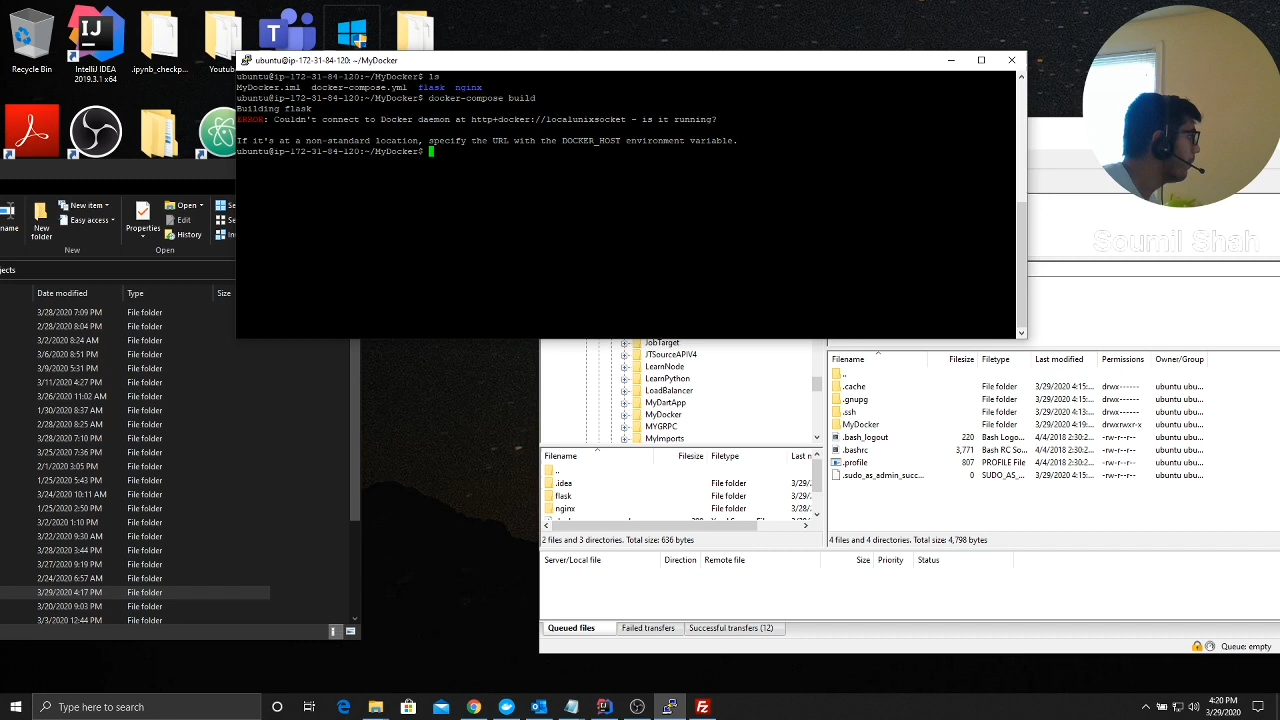 Recycle Bin
IntelliJ IDEA
2019.3.1 x64
.ipynb_checkp...
Youtub
ubuntu@ip-172-31-84-120: ~/MyDocker
ubuntu@ip-172-31-84-120:~/MyDocker$ ls
MyDocker.iml  docker-compose.yml  flask  nginx
ubuntu@ip-172-31-84-120:~/MyDocker$ docker-compose build
Building flask
ERROR: Couldn't connect to Docker daemon at http+docker://localunixsocket - is it running?
If it's at a non-standard location, specify the URL with the DOCKER_HOST environment variable.
ubuntu@ip-172-31-84-120:~/MyDocker$
Soumil Shah
name
New
folder
New item
Easy access
New
Properties
Open
Edit
History
Open
Se
Se
Inv
jects
Date modified Type Size
3/28/2020 7:09 PM File folder
2/28/2020 8:04 PM File folder
3/2/2020 8:24 AM File folder
3/6/2020 8:51 PM File folder
3/9/2020 5:31 PM File folder
3/11/2020 4:27 PM File folder
3/26/2020 11:02 AM File folder
1/30/2020 8:37 AM File folder
2/28/2020 8:25 AM File folder
3/28/2020 7:10 PM File folder
3/25/2020 7:36 PM File folder
2/1/2020 3:05 PM File folder
1/25/2020 5:43 PM File folder
3/24/2020 10:11 AM File folder
1/25/2020 2:50 PM File folder
3/2/2020 1:10 PM File folder
3/22/2020 9:30 AM File folder
3/28/2020 3:44 PM File folder
3/27/2020 9:19 PM File folder
2/24/2020 6:57 AM File folder
3/29/2020 4:17 PM File folder
3/20/2020 9:03 PM File folder
3/3/2020 12:44 PM File folder
JobTarget
JTSourceAPIV4
LearnNode
LearnPython
LoadBalancer
MyDartApp
MyDocker
MYGRPC
MyImports
Filename Filesize Filetype Last n
..
.idea File folder 3/29/
flask File folder 3/29/
nginx File folder 3/28/
2 files and 3 directories. Total size: 636 bytes
Filename Filesize Filetype Last modified Permissions Owner/Group
..
.cache File folder 3/29/2020 4:15:... drwx------ ubuntu ubu...
.gnupg File folder 3/29/2020 4:15:... drwx------ ubuntu ubu...
.ssh File folder 3/29/2020 4:13:... drwx------ ubuntu ubu...
MyDocker File folder 3/29/2020 4:19:... drwxrwxr-x ubuntu ubu...
.bash_logout 220 Bash Logo... 4/4/2018 2:30:2... -rw-r--r-- ubuntu ubu...
.bashrc 3,771 Bash RC So... 4/4/2018 2:30:2... -rw-r--r-- ubuntu ubu...
.profile 807 PROFILE File 4/4/2018 2:30:2... -rw-r--r-- ubuntu ubu...
.sudo_as_admin_succ... 0 SUDO_AS_... 3/29/2020 4:15:... -rw-r--r-- ubuntu ubu...
4 files and 4 directories. Total size: 4,798 bytes
Server/Local file Direction Remote file Size Priority Status
Queued files Failed transfers Successful transfers (12)
Queue: empty
Type here to search
4:20 PM
3/29/2020